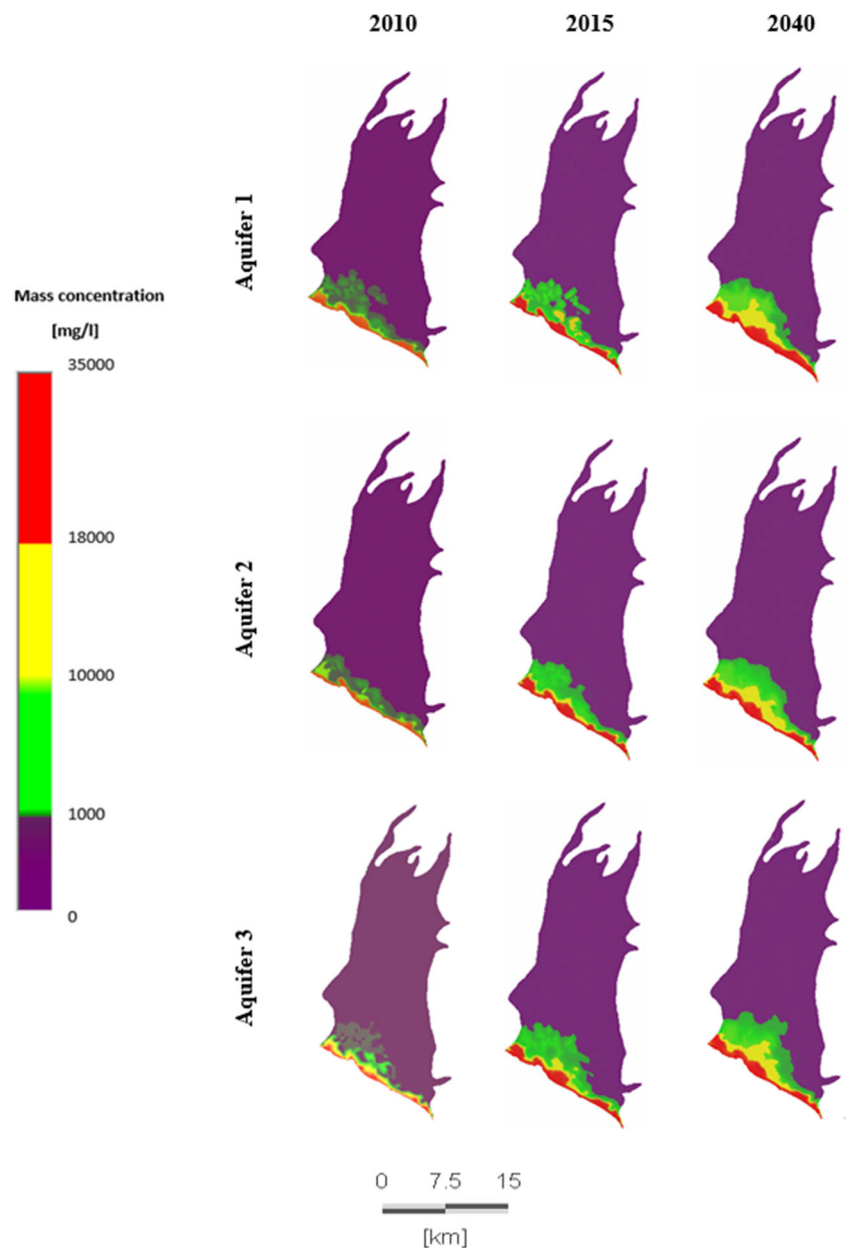 2010 2015 2040
Aquifer 1
Mass concentration
[mg/l]
35000
18000
10000
1000
0
Aquifer 2
Aquifer 3
0 7.5 15
[km]